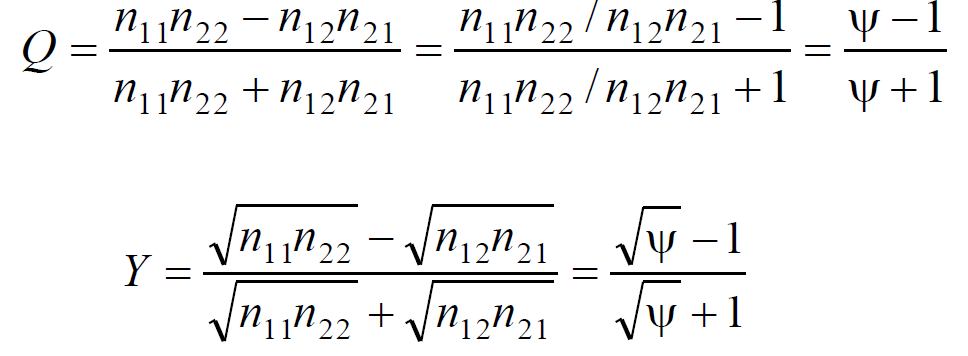 Q = (n₁₁n₂₂ − n₁₂n₂₁) / (n₁₁n₂₂ + n₁₂n₂₁) = (n₁₁n₂₂ / n₁₂n₂₁ − 1) / (n₁₁n₂₂ / n₁₂n₂₁ + 1) = (ψ − 1) / (ψ + 1)
Y = (√(n₁₁n₂₂) − √(n₁₂n₂₁)) / (√(n₁₁n₂₂) + √(n₁₂n₂₁)) = (√ψ − 1) / (√ψ + 1)